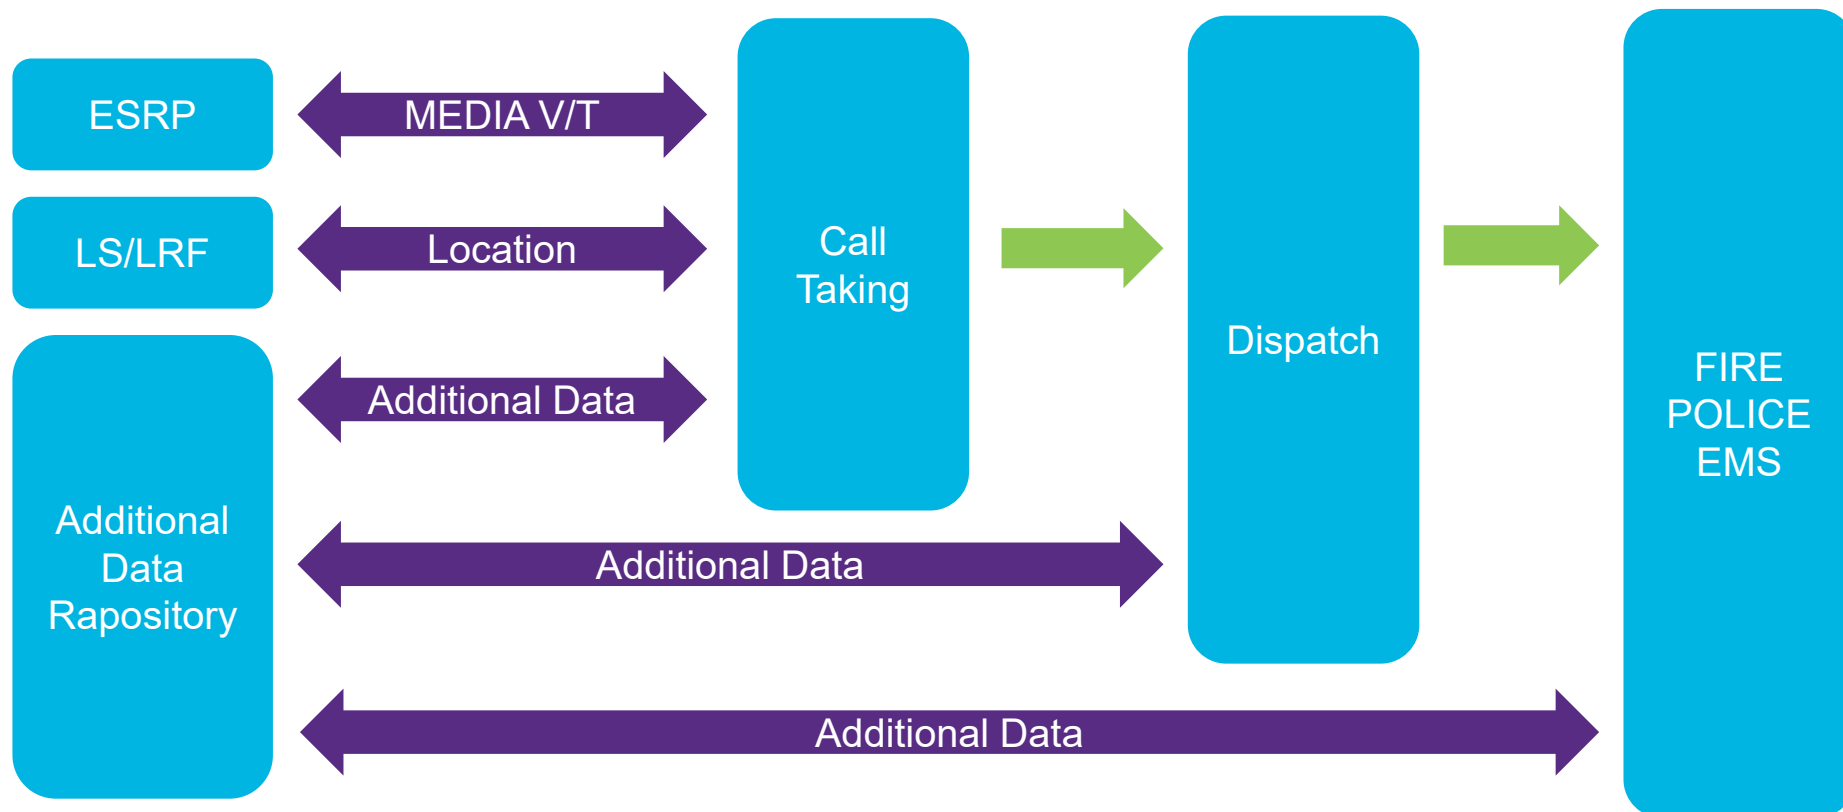 ESRP
MEDIA V/T
LS/LRF
Location
Additional Data
Additional
Data
Rapository
Additional Data
Additional Data
Call
Taking
Dispatch
FIRE
POLICE
EMS